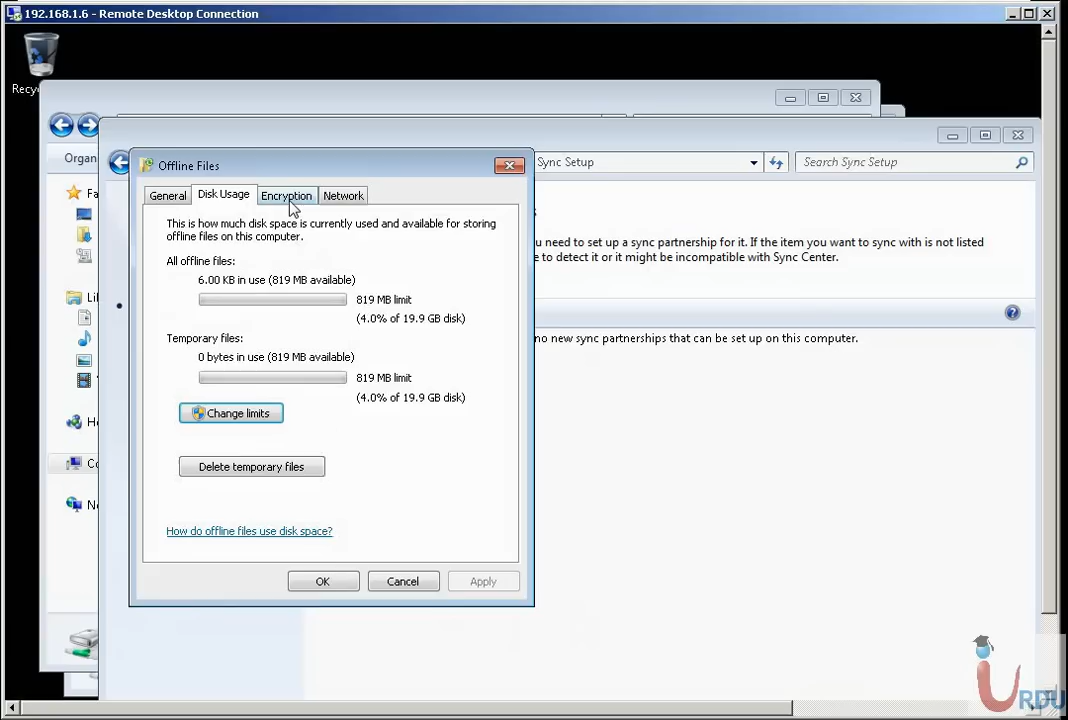 192.168.1.6 - Remote Desktop Connection
Offline Files
Sync Setup
Search Sync Setup
Organ
General
Disk Usage
Encryption
Network
This is how much disk space is currently used and available for storing
offline files on this computer.
you need to set up a sync partnership for it. If the item you want to sync with is not listed
e to detect it or it might be incompatible with Sync Center.
All offline files:
6.00 KB in use (819 MB available)
819 MB limit
(4.0% of 19.9 GB disk)
no new sync partnerships that can be set up on this computer.
Temporary files:
0 bytes in use (819 MB available)
819 MB limit
(4.0% of 19.9 GB disk)
Change limits
Delete temporary files
How do offline files use disk space?
OK
Cancel
Apply
URDU